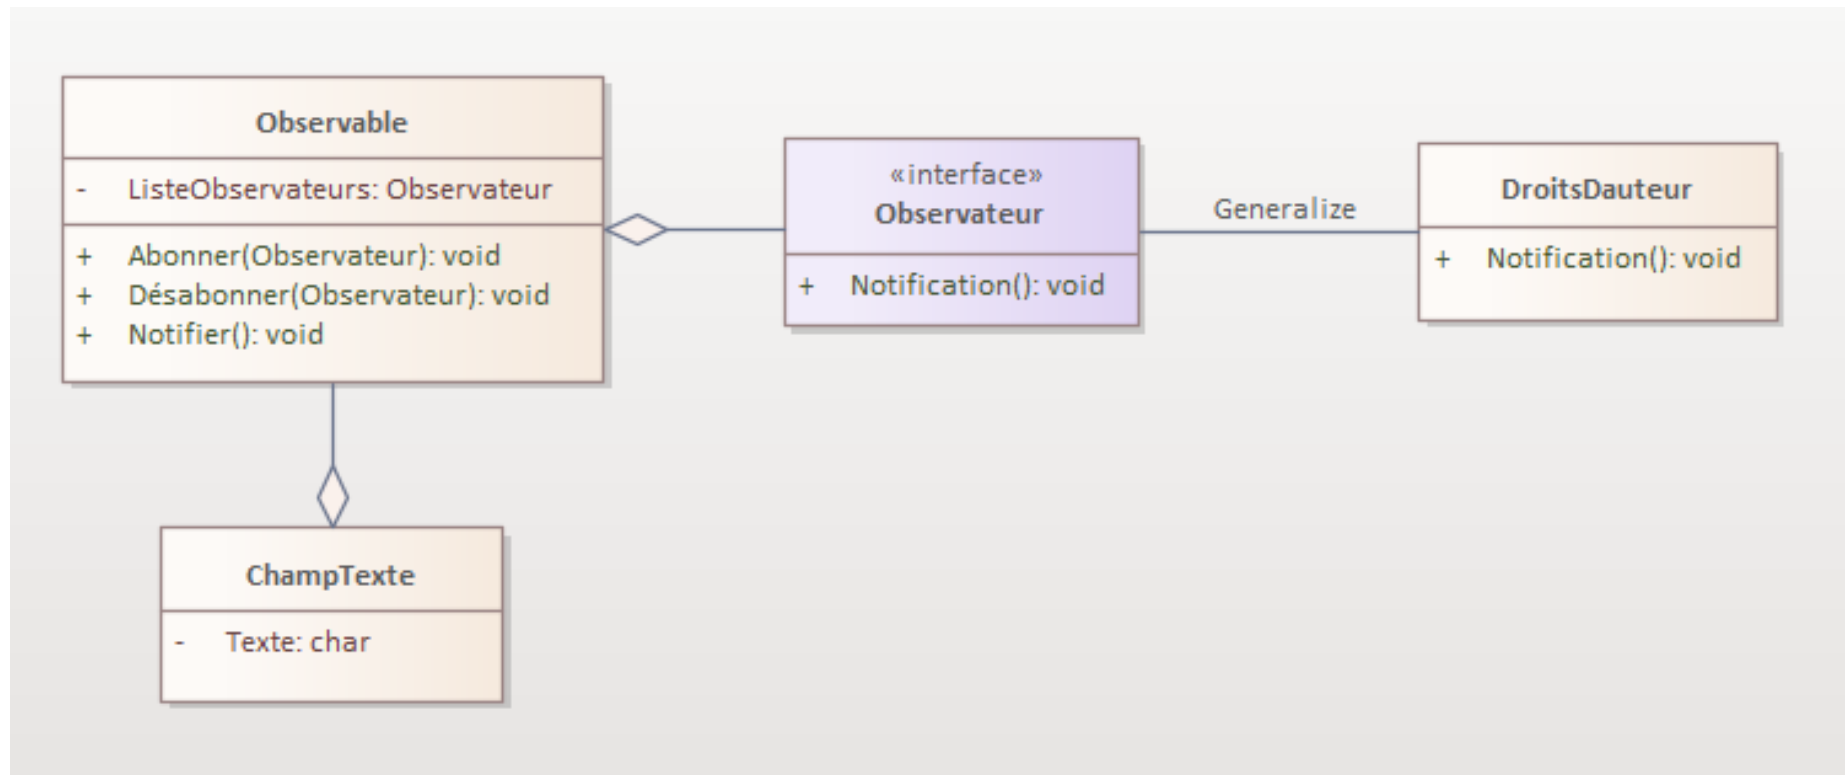 Observable
- ListeObservateurs: Observateur
+ Abonner(Observateur): void
+ Désabonner(Observateur): void
+ Notifier(): void
«interface»
Observateur
+ Notification(): void
Generalize
DroitsDauteur
+ Notification(): void
ChampTexte
- Texte: char